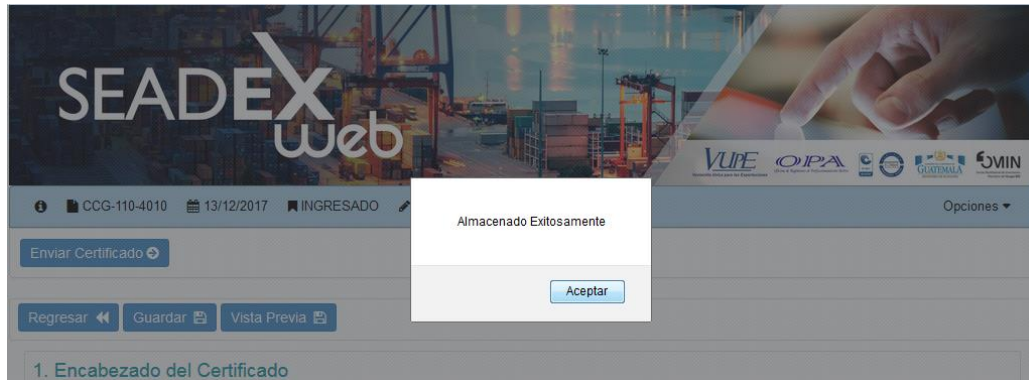 SEADEX
Web
VUPE OPA GUATEMALA
CCG-110-4010 13/12/2017 INGRESADO
Opciones
Almacenado Exitosamente
Enviar Certificado
Aceptar
Regresar Guardar Vista Previa
1. Encabezado del Certificado